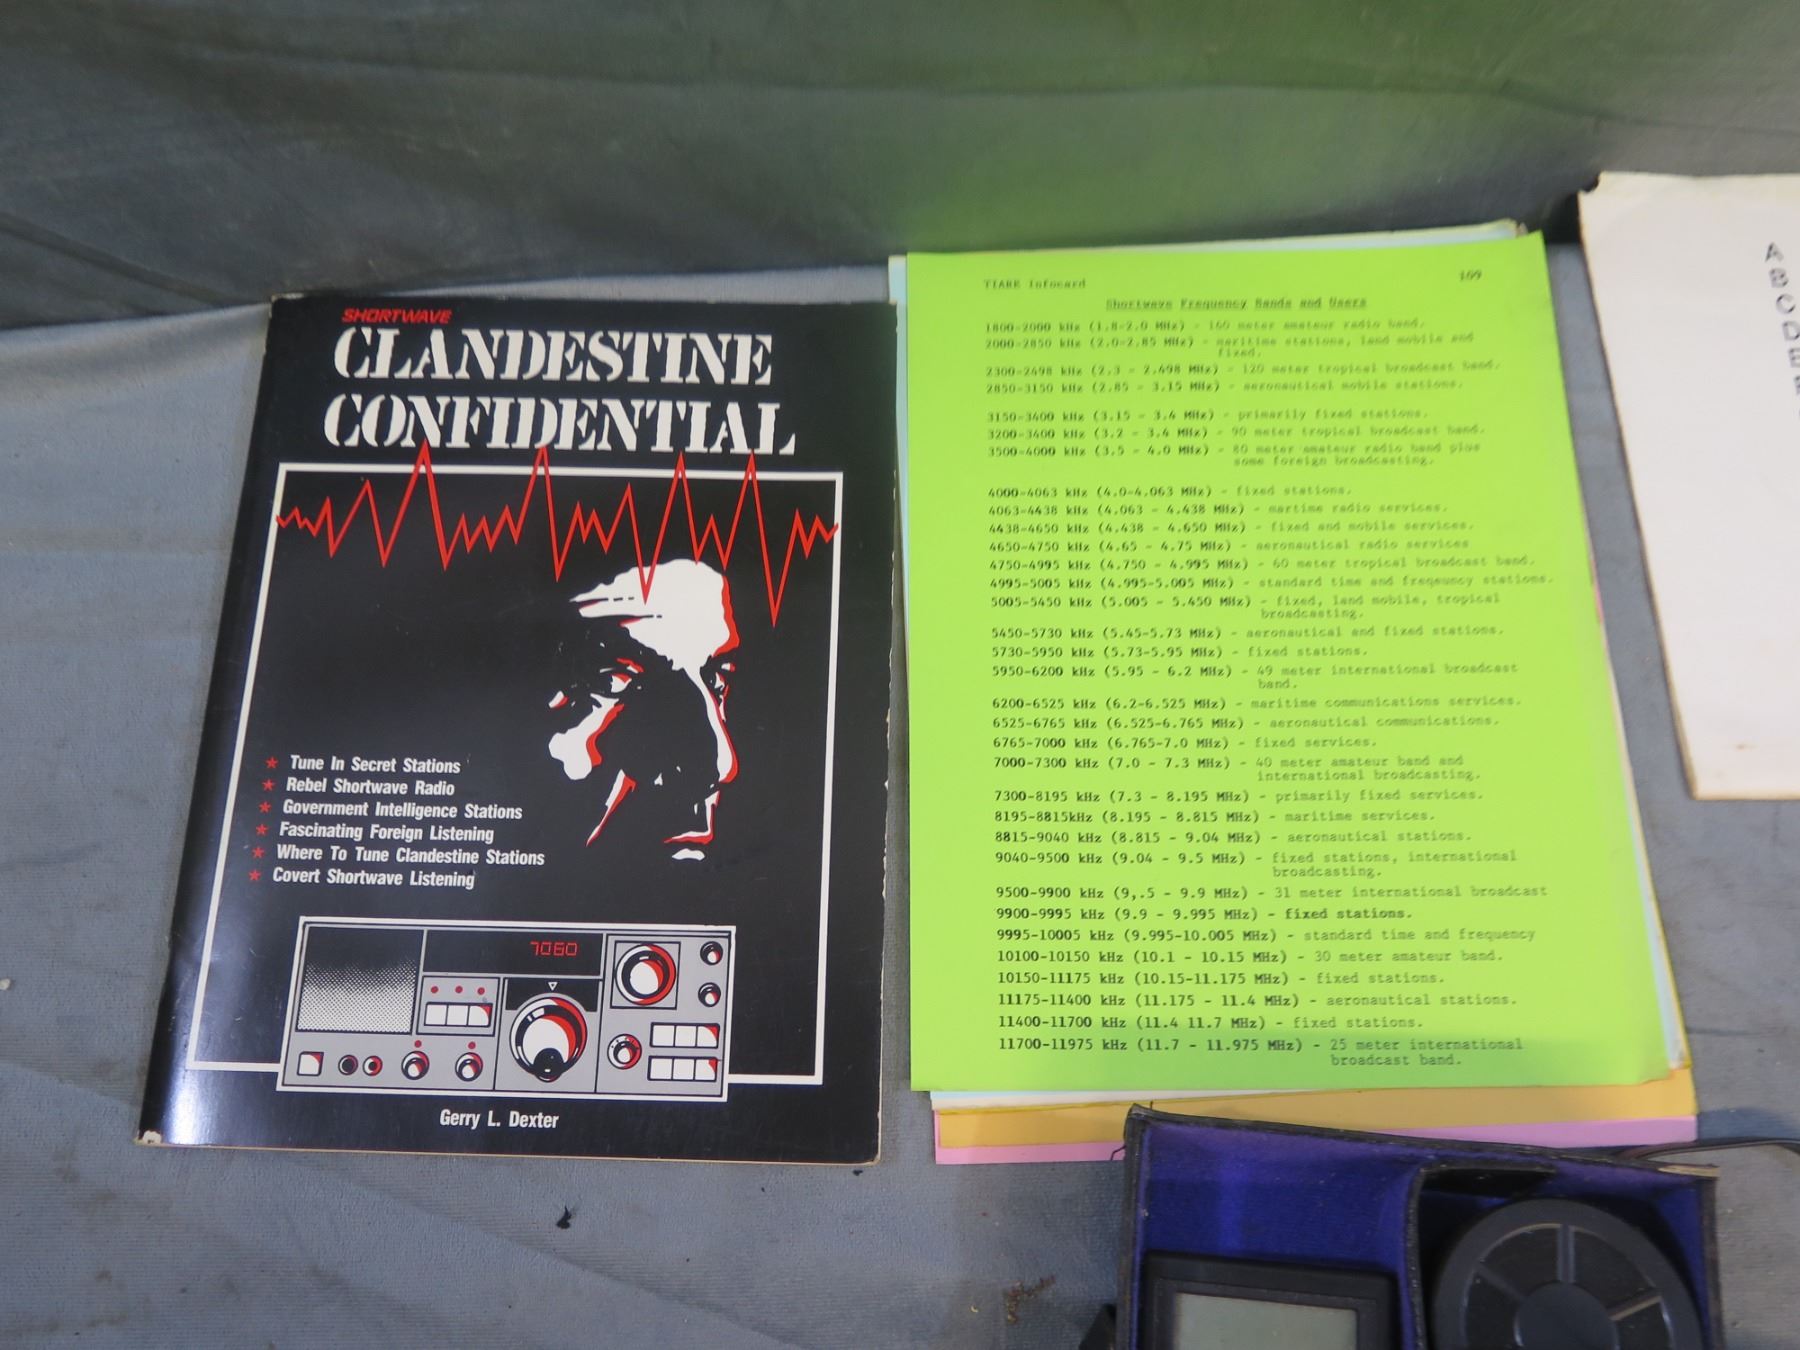 SHORTWAVE
CLANDESTINE
CONFIDENTIAL
★ Tune In Secret Stations
★ Rebel Shortwave Radio
★ Government Intelligence Stations
★ Fascinating Foreign Listening
★ Where To Tune Clandestine Stations
★ Covert Shortwave Listening
7060
Gerry L. Dexter
TIARE Infocard 109
Shortwave Frequency Bands and Users
1800-2000 kHz (1.8-2.0 MHz) - 160 meter amateur radio band.
2000-2850 kHz (2.0-2.85 MHz) - maritime stations, land mobile and
fixed.
2300-2498 kHz (2.3 - 2.498 MHz) - 120 meter tropical broadcast band.
2850-3150 kHz (2.85 - 3.15 MHz) - aeronautical mobile stations.
3150-3400 kHz (3.15 - 3.4 MHz) - primarily fixed stations.
3200-3400 kHz (3.2 - 3.4 MHz) - 90 meter tropical broadcast band.
3500-4000 kHz (3.5 - 4.0 MHz) - 80 meter amateur radio band plus
some foreign broadcasting.
4000-4063 kHz (4.0-4.063 MHz) - fixed stations.
4063-4438 kHz (4.063 - 4.438 MHz) - martime radio services.
4438-4650 kHz (4.438 - 4.650 MHz) - fixed and mobile services.
4650-4750 kHz (4.65 - 4.75 MHz) - aeronautical radio services
4750-4995 kHz (4.750 - 4.995 MHz) - 60 meter tropical broadcast band.
4995-5005 kHz (4.995-5.005 MHz) - standard time and freqeuncy stations.
5005-5450 kHz (5.005 - 5.450 MHz) - fixed, land mobile, tropical
broadcasting.
5450-5730 kHz (5.45-5.73 MHz) - aeronautical and fixed stations.
5730-5950 kHz (5.73-5.95 MHz) - fixed stations.
5950-6200 kHz (5.95 - 6.2 MHz) - 49 meter international broadcast
band.
6200-6525 kHz (6.2-6.525 MHz) - maritime communications services.
6525-6765 kHz (6.525-6.765 MHz) - aeronautical communications.
6765-7000 kHz (6.765-7.0 MHz) - fixed services.
7000-7300 kHz (7.0 - 7.3 MHz) - 40 meter amateur band and
international broadcasting.
7300-8195 kHz (7.3 - 8.195 MHz) - primarily fixed services.
8195-8815kHz (8.195 - 8.815 MHz) - maritime services.
8815-9040 kHz (8.815 - 9.04 MHz) - aeronautical stations.
9040-9500 kHz (9.04 - 9.5 MHz) - fixed stations, international
broadcasting.
9500-9900 kHz (9,.5 - 9.9 MHz) - 31 meter international broadcast
9900-9995 kHz (9.9 - 9.995 MHz) - fixed stations.
9995-10005 kHz (9.995-10.005 MHz) - standard time and frequency
10100-10150 kHz (10.1 - 10.15 MHz) - 30 meter amateur band.
10150-11175 kHz (10.15-11.175 MHz) - fixed stations.
11175-11400 kHz (11.175 - 11.4 MHz) - aeronautical stations.
11400-11700 kHz (11.4 11.7 MHz) - fixed stations.
11700-11975 kHz (11.7 - 11.975 MHz) - 25 meter international
broadcast band.